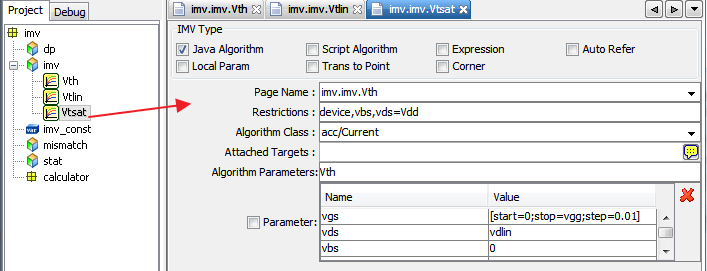 Project Debug
imv
dp
imv
Vth
Vtlin
Vtsat
imv_const
mismatch
stat
calculator
imv.imv.Vth imv.imv.Vtlin imv.imv.Vtsat
IMV Type
Java Algorithm Script Algorithm Expression Auto Refer
Local Param Trans to Point Corner
Page Name : imv.imv.Vth
Restrictions : device,vbs,vds=Vdd
Algorithm Class : acc/Current
Attached Targets :
Algorithm Parameters: Vth
Name Value
vgs [start=0;stop=vgg;step=0.01]
Parameter: vds vdlin
vbs 0